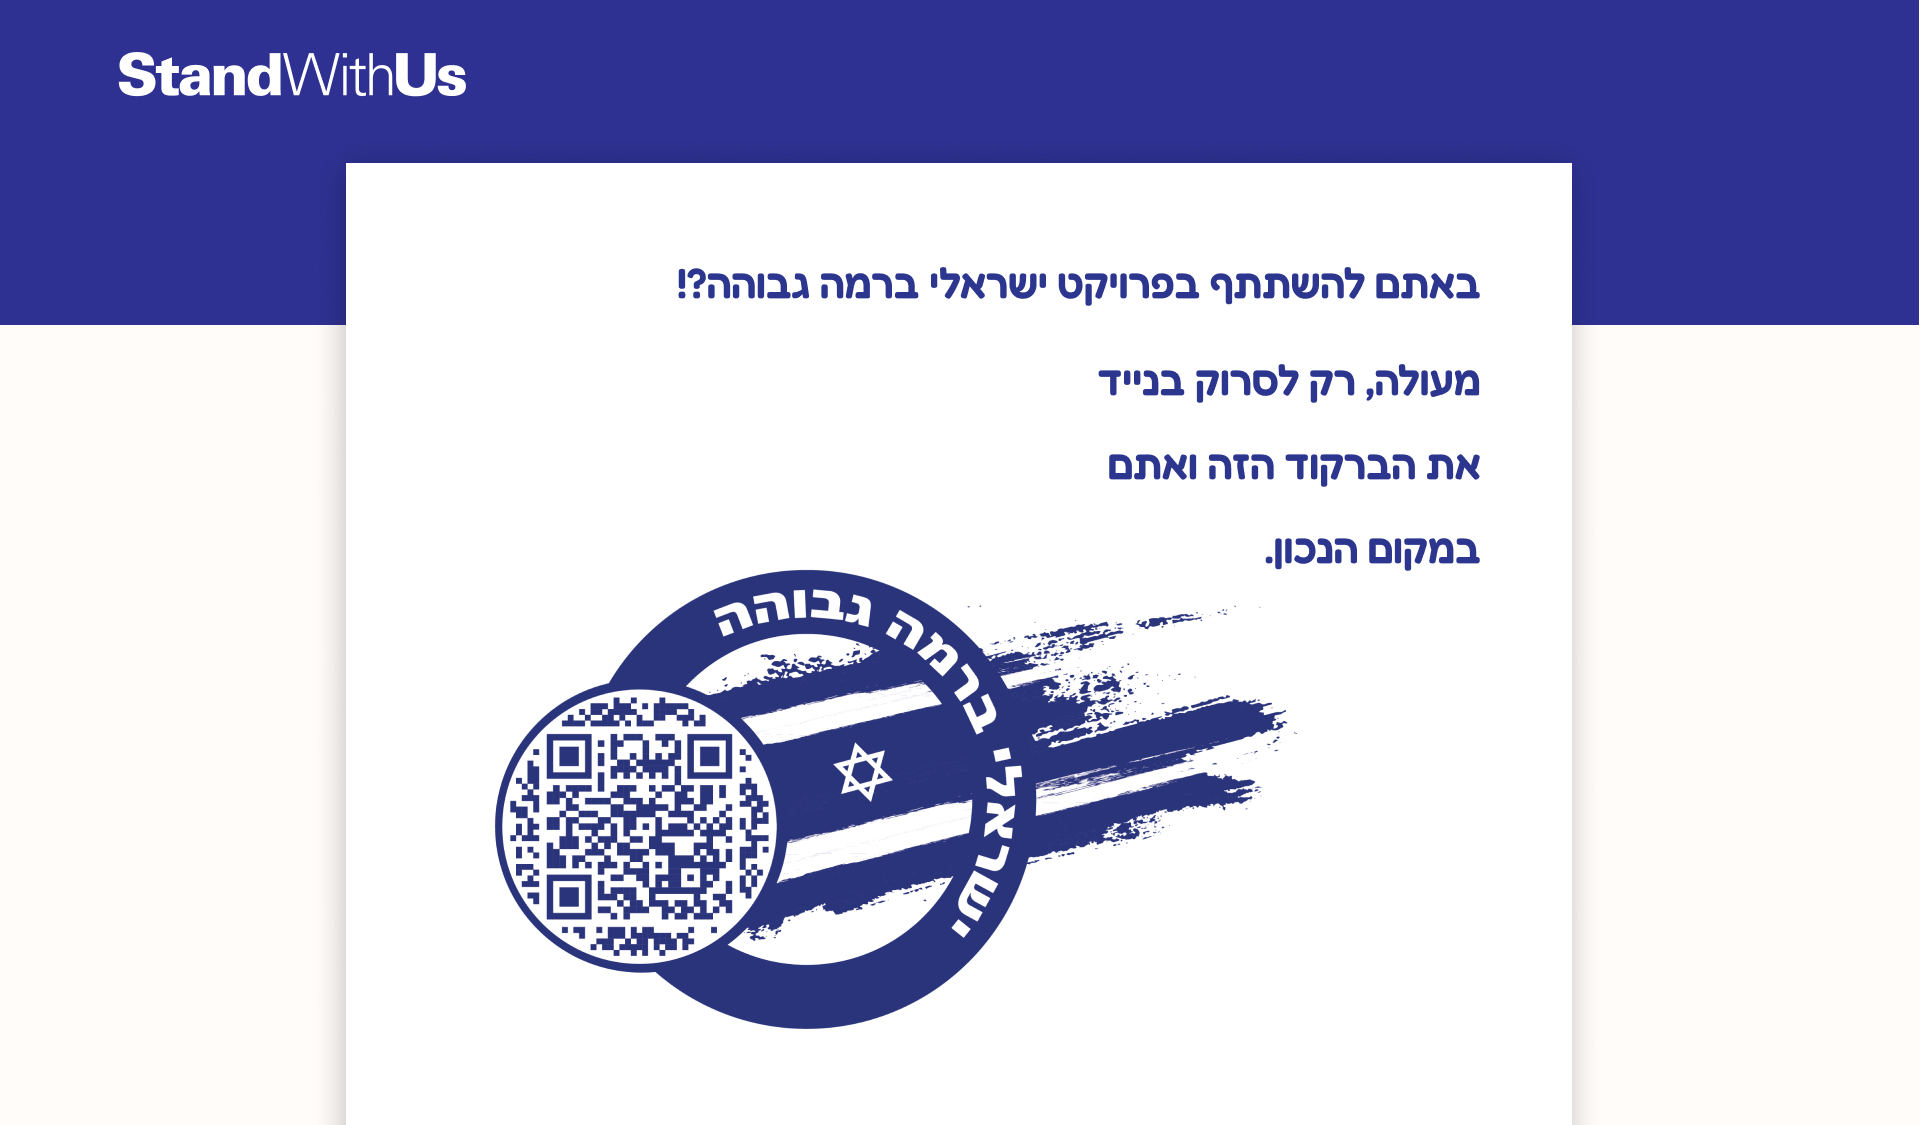 StandWithUs
באתם להשתתף בפרויקט ישראלי ברמה גבוהה?!
מעולה, רק לסרוק בנייד
את הברקוד הזה ואתם
במקום הנכון.
ישראלי ברמה גבוהה